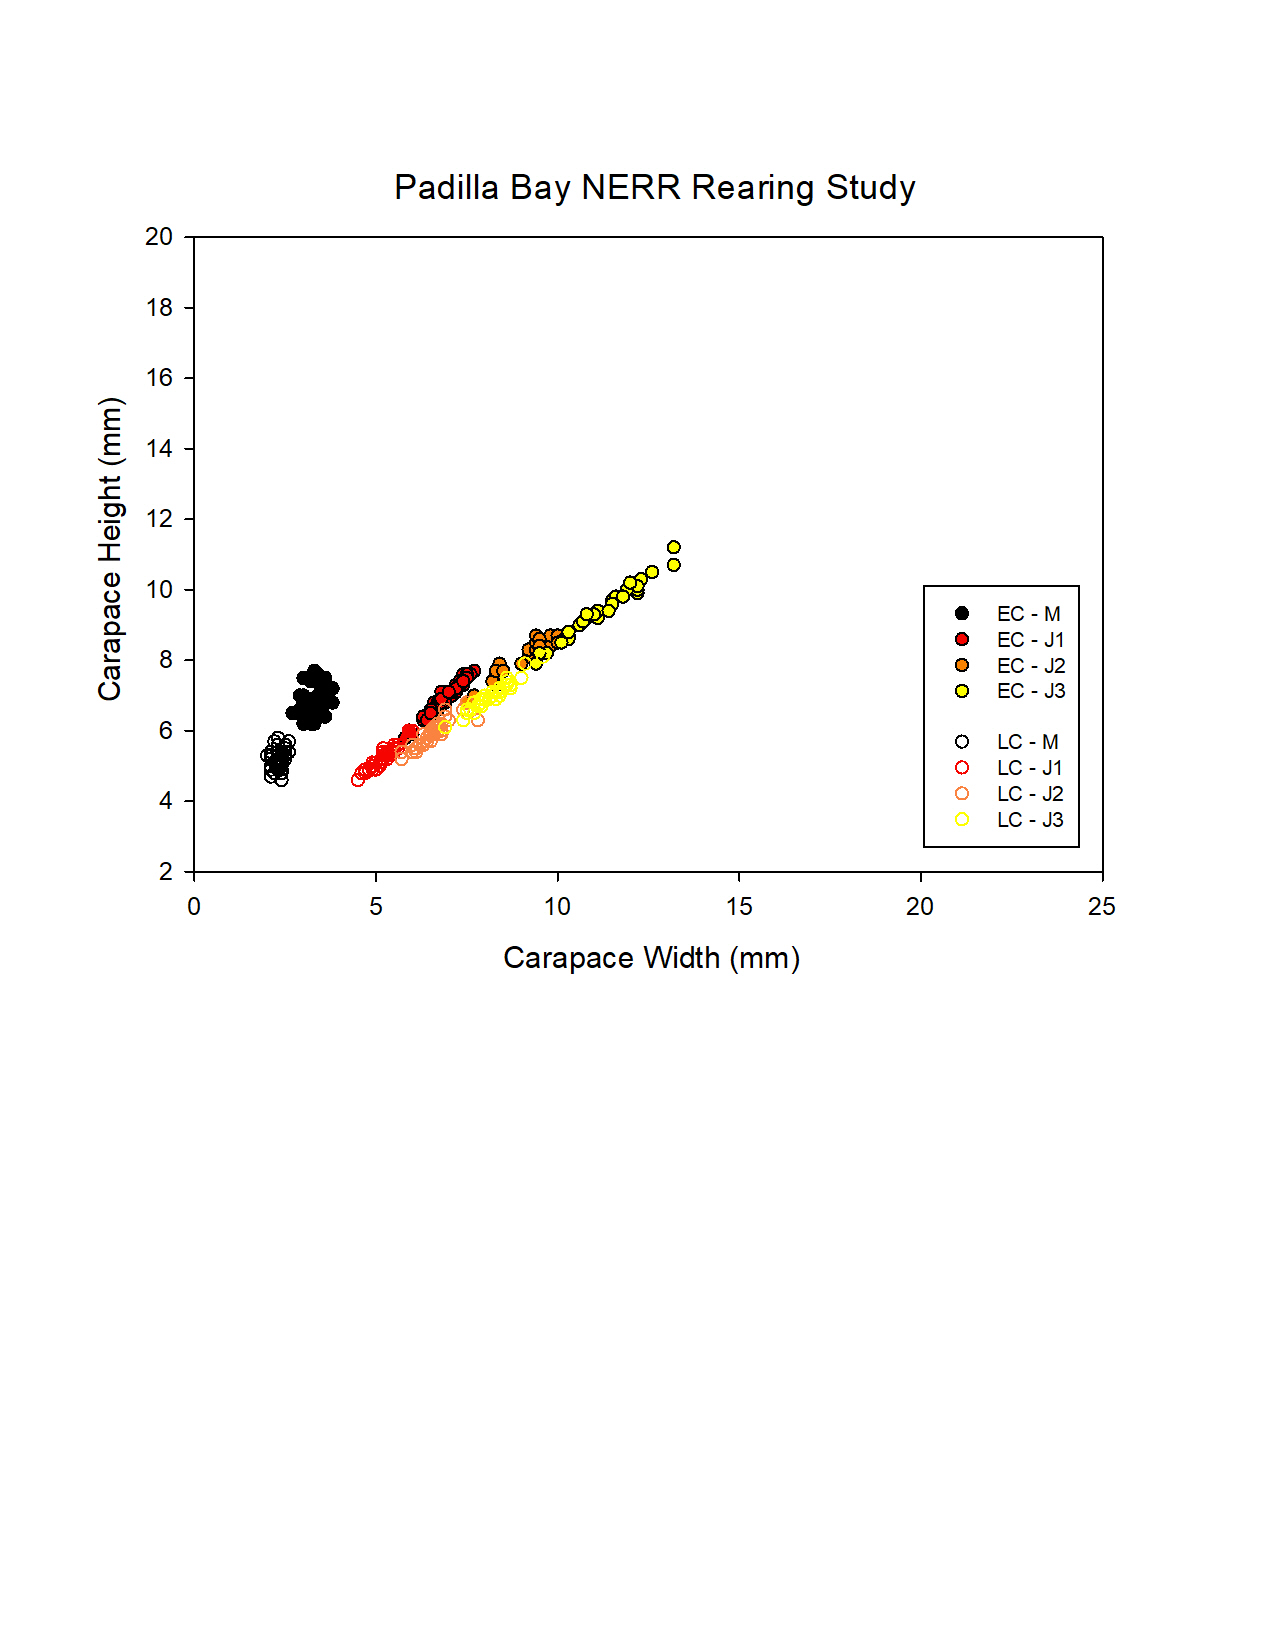 Padilla Bay NERR Rearing Study
20
18
16
14
12
10
8
6
4
2
Carapace Height (mm)
EC - M
EC - J1
EC - J2
EC - J3
LC - M
LC - J1
LC - J2
LC - J3
0 5 10 15 20 25
Carapace Width (mm)